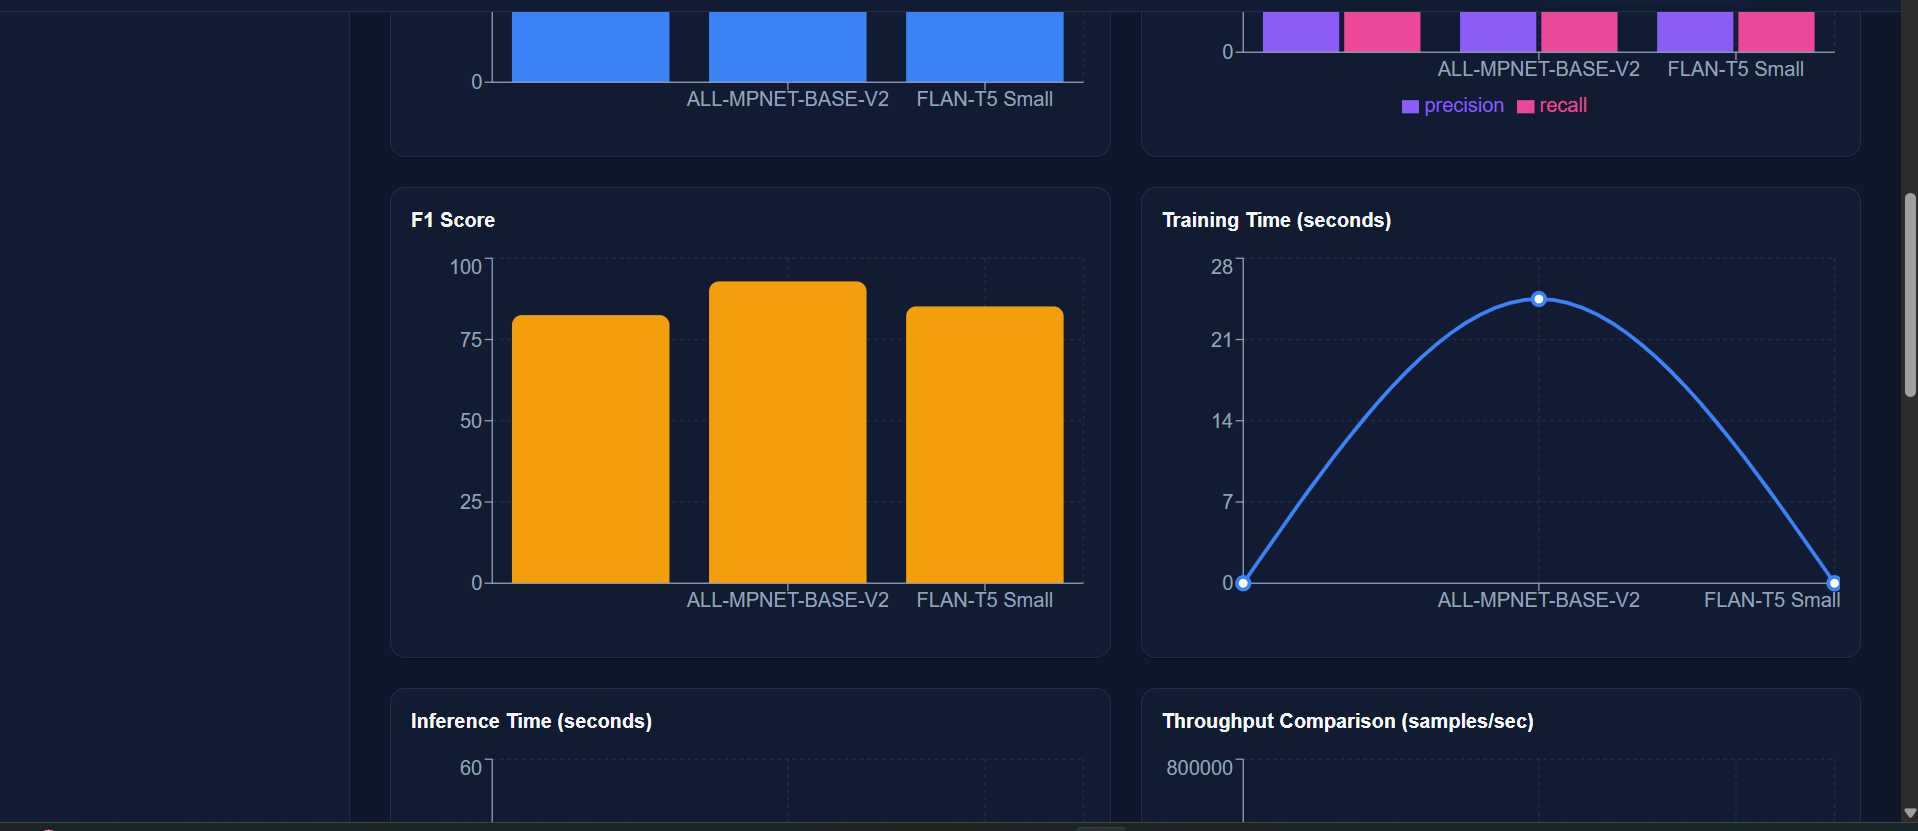 0
ALL-MPNET-BASE-V2 FLAN-T5 Small
0
ALL-MPNET-BASE-V2 FLAN-T5 Small
precision recall
F1 Score
100
75
50
25
0
ALL-MPNET-BASE-V2 FLAN-T5 Small
Training Time (seconds)
28
21
14
7
0
ALL-MPNET-BASE-V2 FLAN-T5 Small
Inference Time (seconds)
60
Throughput Comparison (samples/sec)
800000